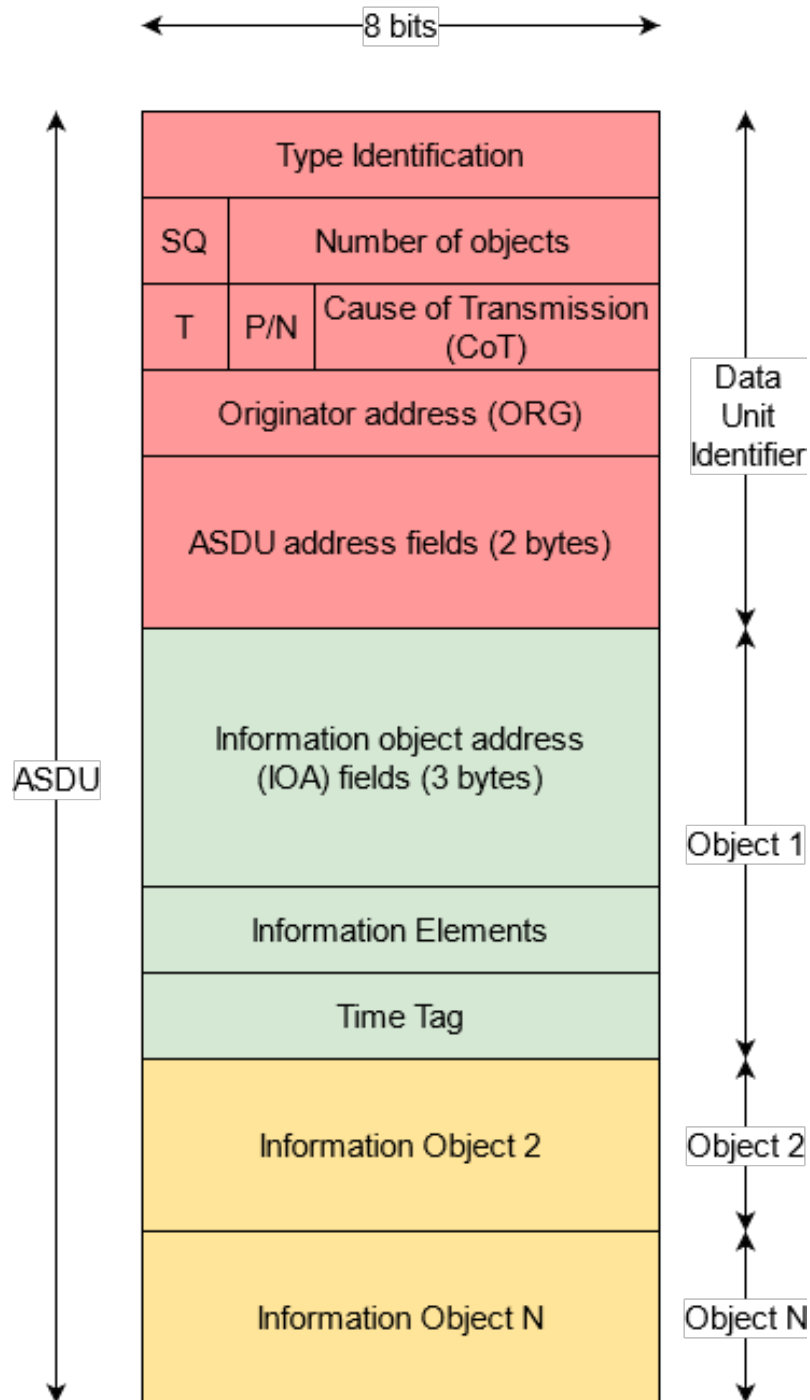 8 bits
Type Identification
SQ
Number of objects
T
P/N
Cause of Transmission
(CoT)
Originator address (ORG)
Data
Unit
Identifier
ASDU address fields (2 bytes)
Information object address
(IOA) fields (3 bytes)
ASDU
Object 1
Information Elements
Time Tag
Information Object 2
Object 2
Information Object N
Object N